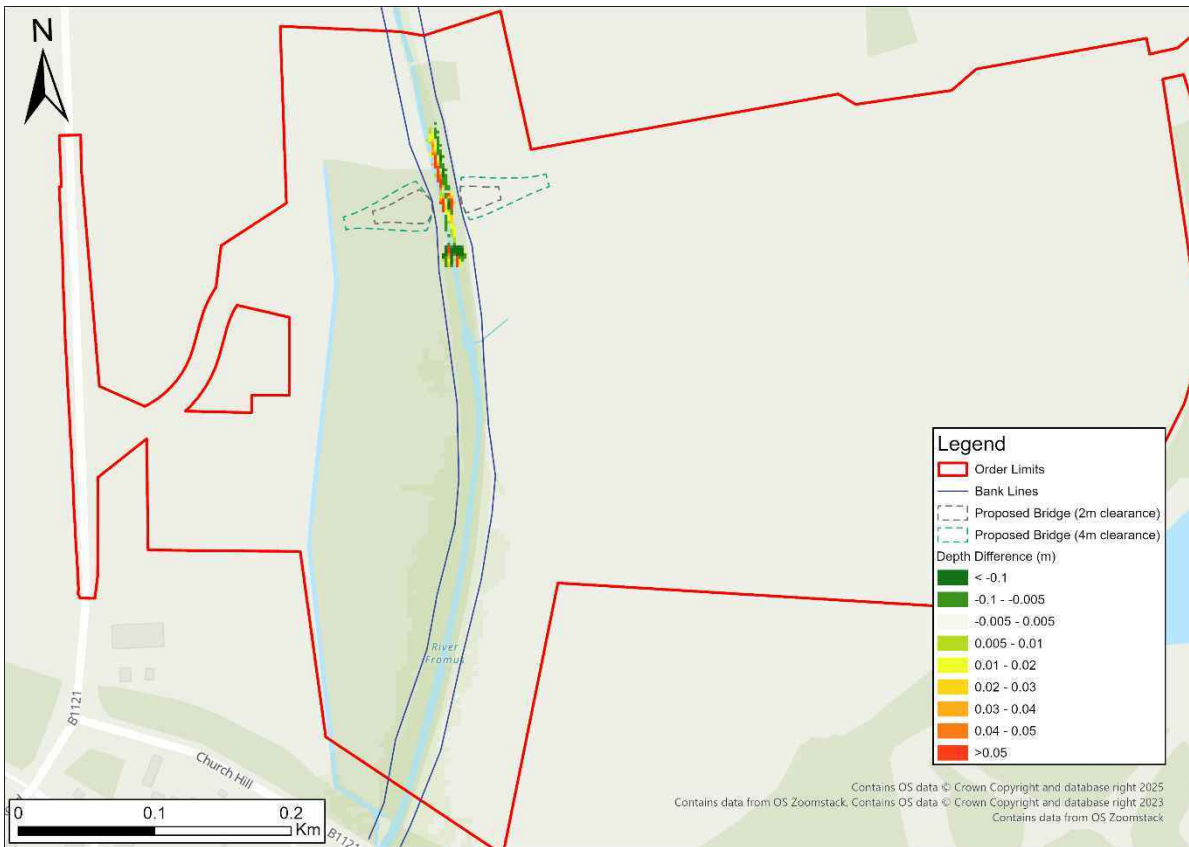 N
B1121
Church Hill
B1121
River
Fromus
Legend
Order Limits
Bank Lines
Proposed Bridge (2m clearance)
Proposed Bridge (4m clearance)
Depth Difference (m)
< -0.1
-0.1 - -0.005
-0.005 - 0.005
0.005 - 0.01
0.01 - 0.02
0.02 - 0.03
0.03 - 0.04
0.04 - 0.05
>0.05
0 0.1 0.2
Km
Contains OS data © Crown Copyright and database right 2025
Contains data from OS Zoomstack, Contains OS data © Crown Copyright and database right 2023
Contains data from OS Zoomstack